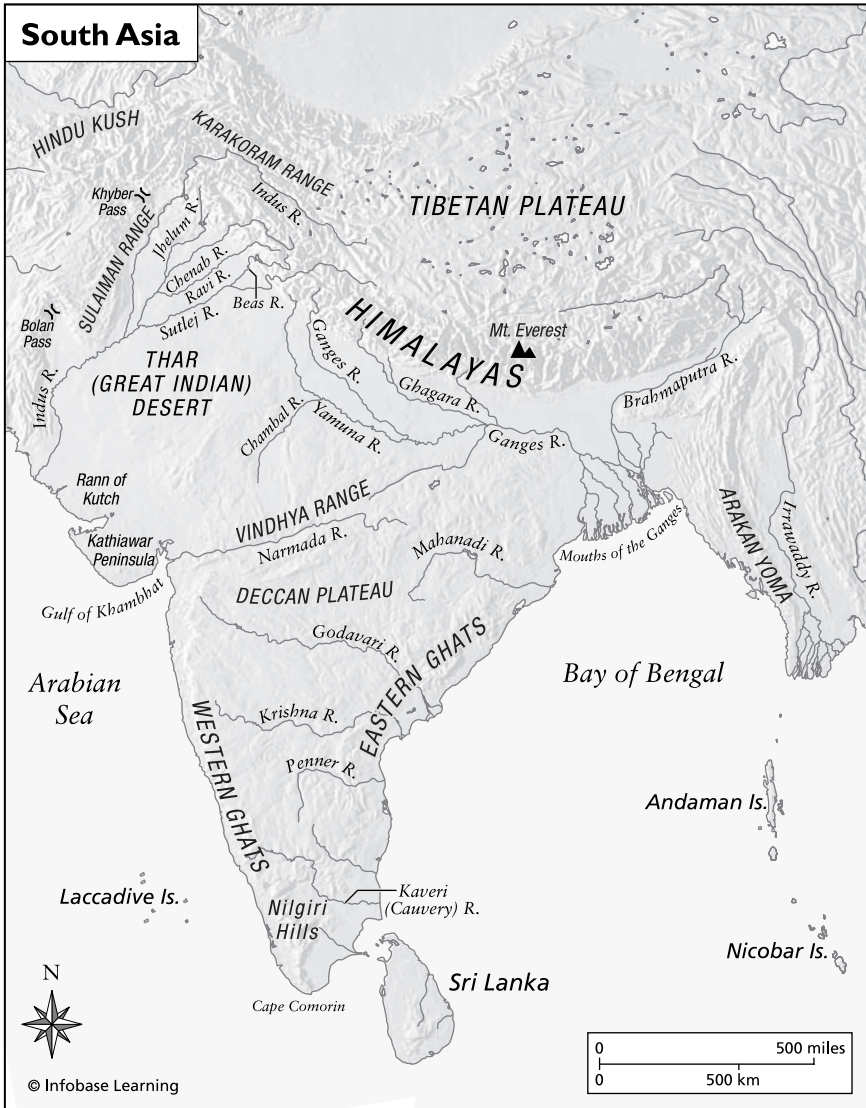 South Asia
HINDU KUSH
KARAKORAM RANGE
Khyber
Pass
Jhelum R.
Indus R.
TIBETAN PLATEAU
SULAIMAN RANGE
Chenab R.
Ravi R.
Beas R.
Sutlej R.
Bolan
Pass
HIMALAYAS
Mt. Everest
THAR
(GREAT INDIAN)
DESERT
Indus R.
Ganges R.
Ghagara R.
Brahmaputra R.
Chambal R.
Yamuna R.
Ganges R.
Rann of
Kutch
VINDHYA RANGE
Kathiawar
Peninsula
Narmada R.
Mahanadi R.
Mouths of the Ganges
ARAKAN YOMA
Irrawaddy R.
Gulf of Khambhat
DECCAN PLATEAU
Godavari R.
EASTERN GHATS
Arabian
Sea
Bay of Bengal
WESTERN GHATS
Krishna R.
Penner R.
Andaman Is.
Laccadive Is.
Kaveri
(Cauvery) R.
Nilgiri
Hills
Nicobar Is.
Sri Lanka
Cape Comorin
N
0 500 miles
0 500 km
© Infobase Learning